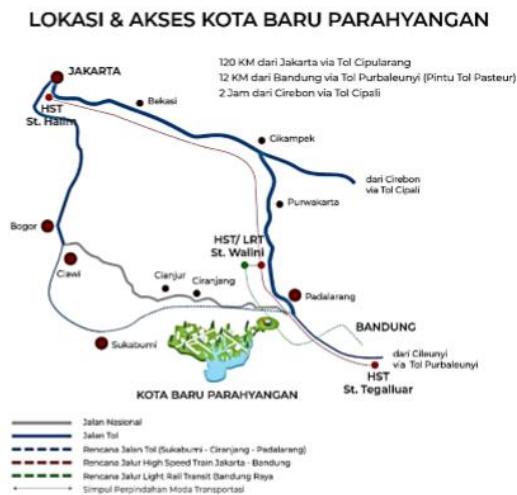 LOKASI & AKSES KOTA BARU PARAHYANGAN
120 KM dari Jakarta via Tol Cipularang
12 KM dari Bandung via Tol Purbaleunyi (Pintu Tol Pasteur)
2 Jam dari Cirebon via Tol Cipali
JAKARTA
HST
St. Halim
Bekasi
Cikampek
dari Cirebon
via Tol Cipali
Purwakarta
Bogor
Ciawi
HST/ LRT
St. Walini
Cianjur
Ciranjang
Padalarang
Sukabumi
BANDUNG
dari Cileunyi
via Tol Purbaleunyi
HST
St. Tegalluar
KOTA BARU PARAHYANGAN
Jalan Nasional
Jalan Tol
Rencana Jalan Tol (Sukabumi - Ciranjang - Padalarang)
Rencana Jalur High Speed Train Jakarta - Bandung
Rencana Jalur Light Rail Transit Bandung Raya
Simpul Perpindahan Moda Transportasi